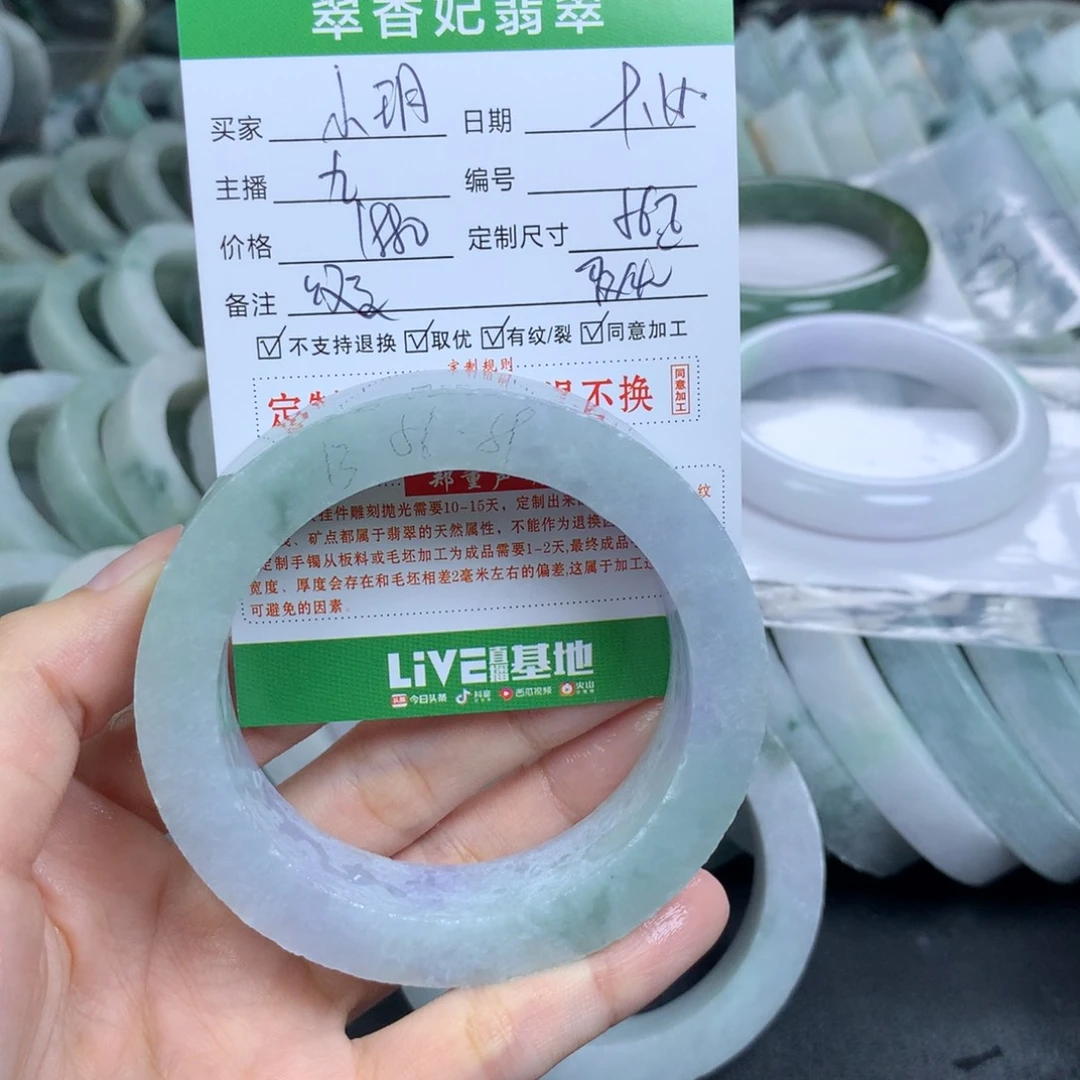 翠香妃翡翠
买家 小玥 日期
主播 九 编号
价格 1880 定制尺寸 56
备注
☑不支持退换 ☑取优 ☑有纹/裂 ☑同意加工
定制规则
不换 同意加工
56-58
郑重声
纹
挂件雕刻抛光需要10-15天，定制出来
矿点都属于翡翠的天然属性，不能作为退换
定制手镯从板料或毛坯加工为成品需要1-2天,最终成品
宽度、厚度会存在和毛坯相差2毫米左右的偏差,这属于加工
可避免的因素。
LiVE直播基地
头条 今日头条 抖音 西瓜视频 火山